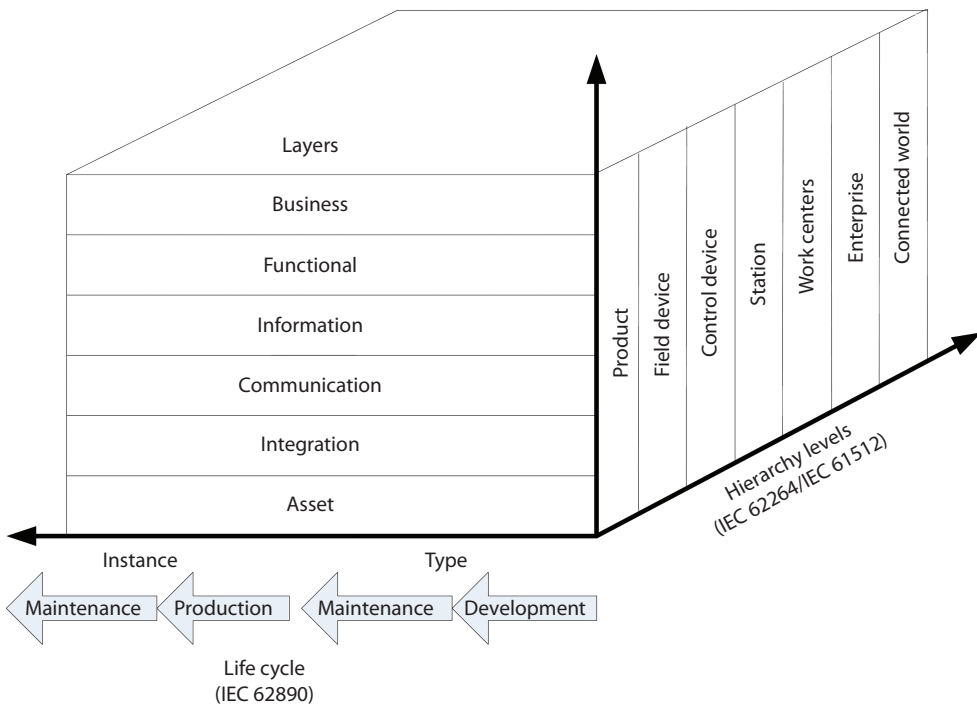 Layers
Business
Functional
Information
Communication
Integration
Asset
Product
Field device
Control device
Station
Work centers
Enterprise
Connected world
Hierarchy levels
(IEC 62264/IEC 61512)
Instance
Type
Maintenance
Production
Maintenance
Development
Life cycle
(IEC 62890)